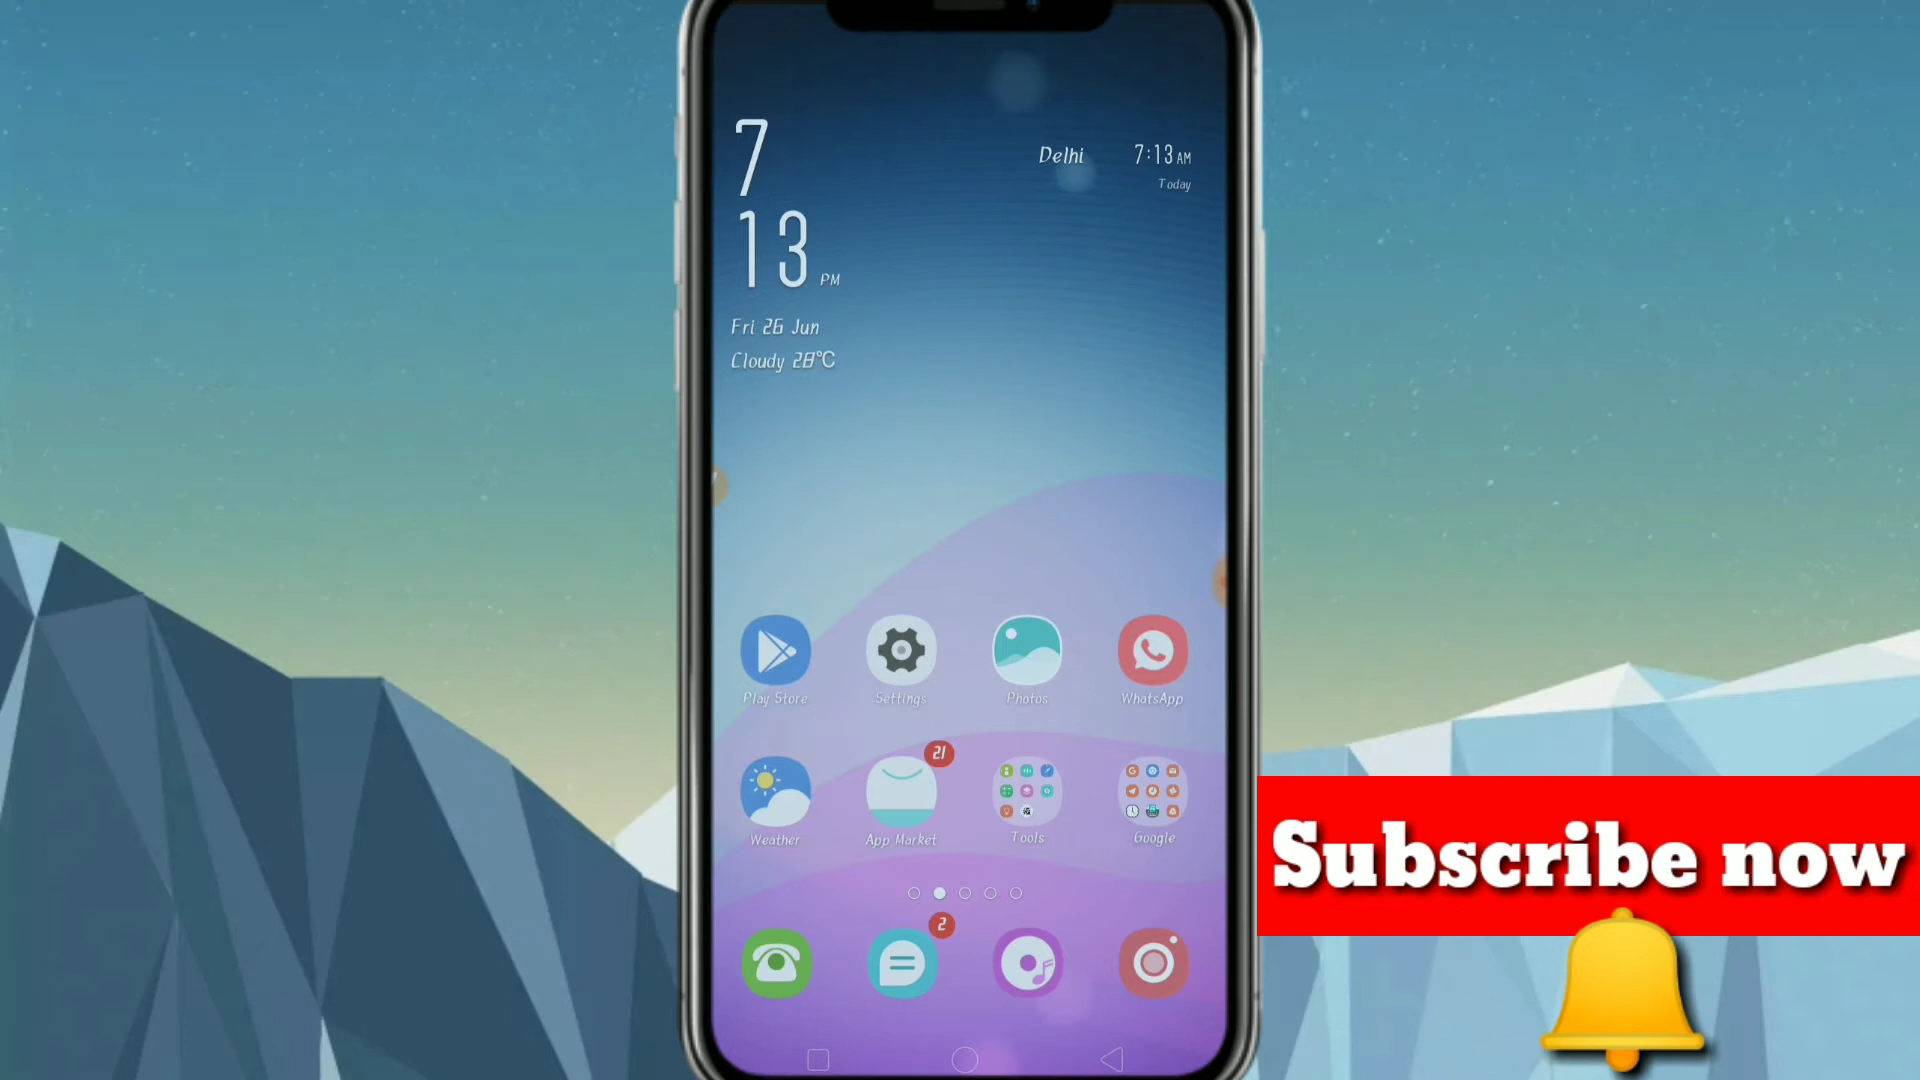 7
13 PM
Delhi 7:13 AM
Today
Fri 26 Jun
Cloudy 28°C
Play Store Settings Photos WhatsApp
21
Weather App Market Tools Google
2
Subscribe now